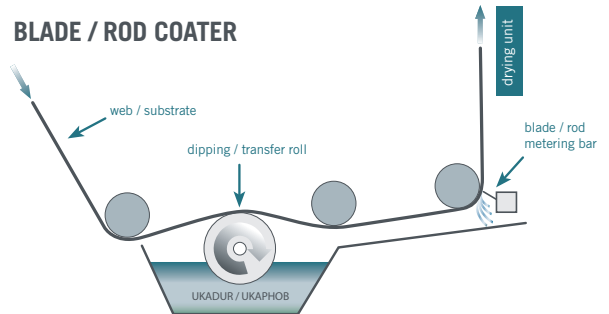 BLADE / ROD COATER
drying unit
web / substrate
blade / rod
metering bar
dipping / transfer roll
UKADUR / UKAPHOB